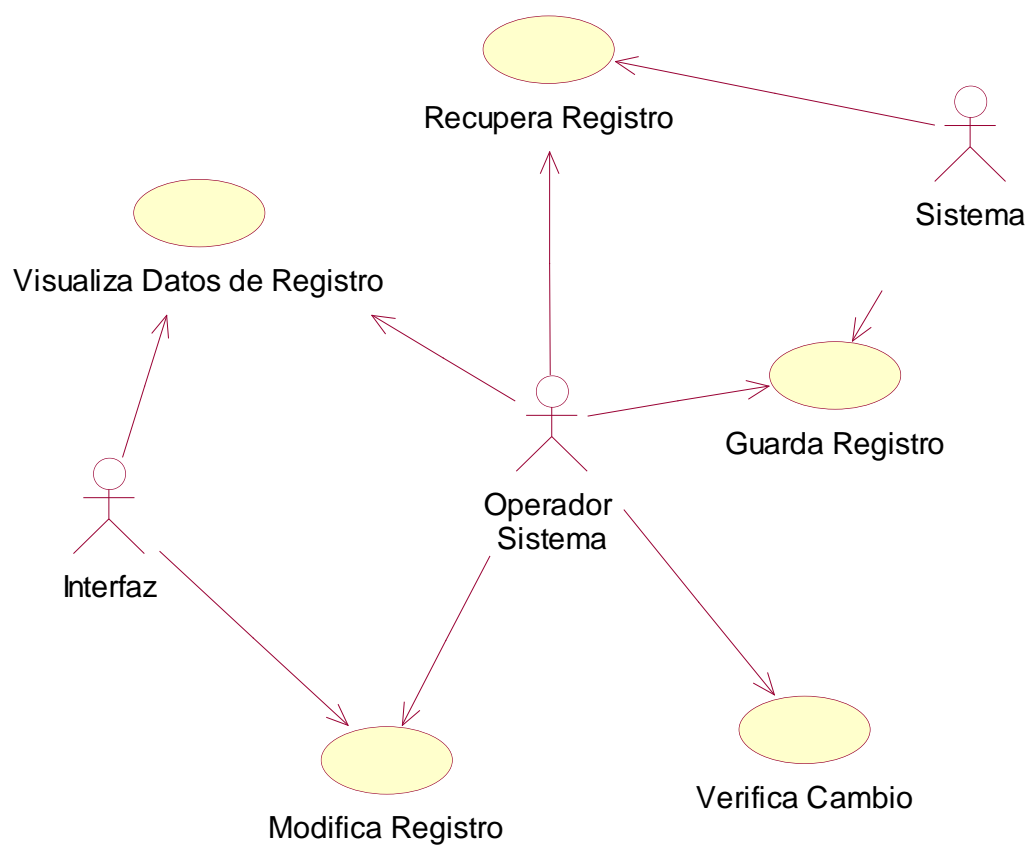 Recupera Registro
Sistema
Visualiza Datos de Registro
Guarda Registro
Operador
Sistema
Interfaz
Verifica Cambio
Modifica Registro